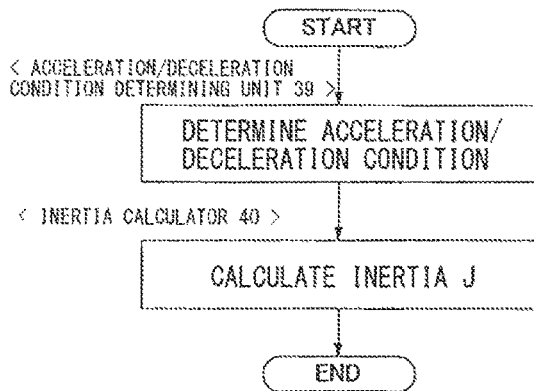 START
< ACCELERATION/DECELERATION
CONDITION DETERMINING UNIT 39 >
DETERMINE ACCELERATION/
DECELERATION CONDITION
< INERTIA CALCULATOR 40 >
CALCULATE INERTIA J
END